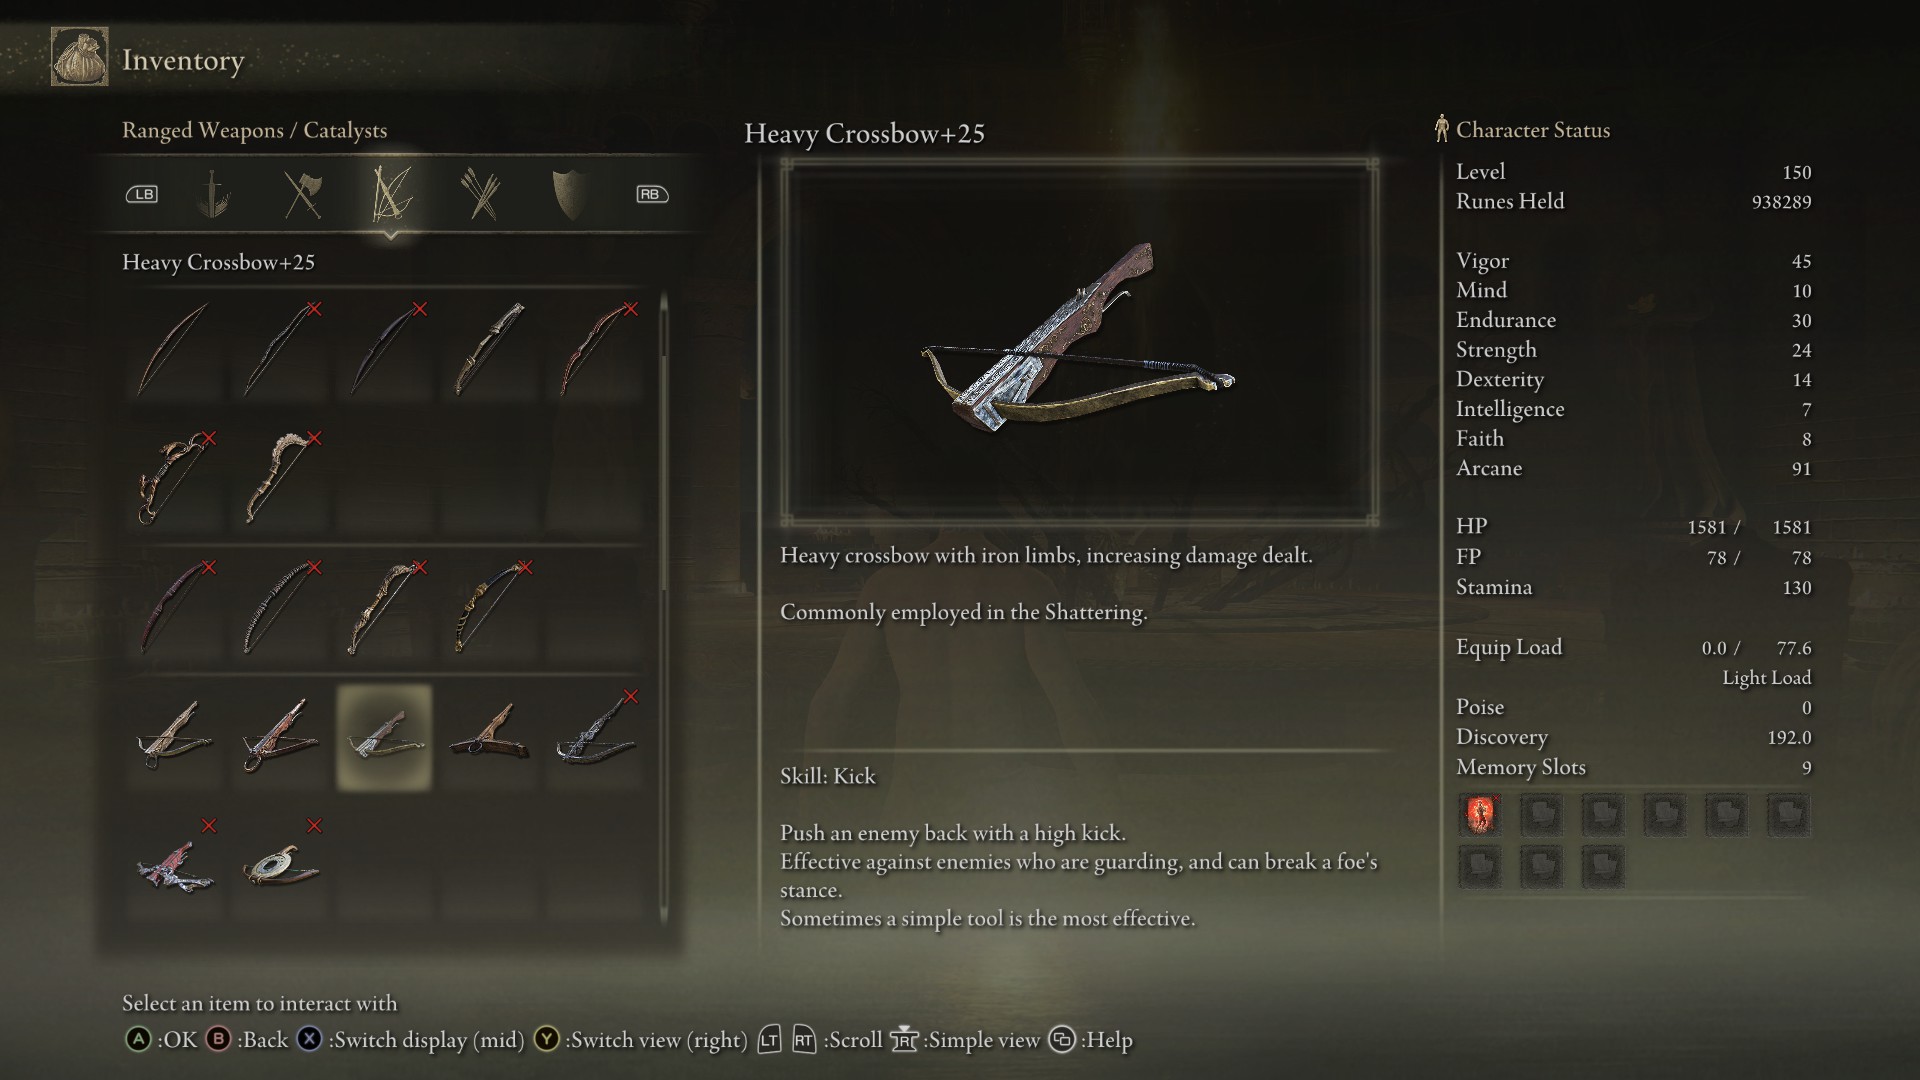 Inventory
Ranged Weapons / Catalysts
LB RB
Heavy Crossbow+25
Heavy Crossbow+25
Heavy crossbow with iron limbs, increasing damage dealt.
Commonly employed in the Shattering.
Skill: Kick
Push an enemy back with a high kick.
Effective against enemies who are guarding, and can break a foe's
stance.
Sometimes a simple tool is the most effective.
Character Status
Level 150
Runes Held 938289
Vigor 45
Mind 10
Endurance 30
Strength 24
Dexterity 14
Intelligence 7
Faith 8
Arcane 91
HP 1581 / 1581
FP 78 / 78
Stamina 130
Equip Load 0.0 / 77.6
Light Load
Poise 0
Discovery 192.0
Memory Slots 9
Select an item to interact with
A :OK B :Back X :Switch display (mid) Y :Switch view (right) LT RT :Scroll R :Simple view :Help